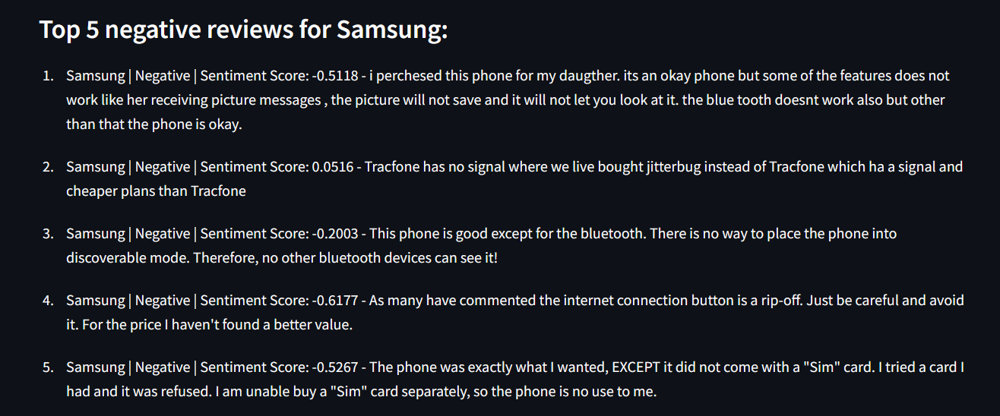 Top 5 negative reviews for Samsung:
1. Samsung | Negative | Sentiment Score: -0.5118 - i perchesed this phone for my daugther. its an okay phone but some of the features does not
work like her receiving picture messages , the picture will not save and it will not let you look at it. the blue tooth doesnt work also but other
than that the phone is okay.
2. Samsung | Negative | Sentiment Score: 0.0516 - Tracfone has no signal where we live bought jitterbug instead of Tracfone which ha a signal and
cheaper plans than Tracfone
3. Samsung | Negative | Sentiment Score: -0.2003 - This phone is good except for the bluetooth. There is no way to place the phone into
discoverable mode. Therefore, no other bluetooth devices can see it!
4. Samsung | Negative | Sentiment Score: -0.6177 - As many have commented the internet connection button is a rip-off. Just be careful and avoid
it. For the price I haven't found a better value.
5. Samsung | Negative | Sentiment Score: -0.5267 - The phone was exactly what I wanted, EXCEPT it did not come with a "Sim" card. I tried a card I
had and it was refused. I am unable buy a "Sim" card separately, so the phone is no use to me.